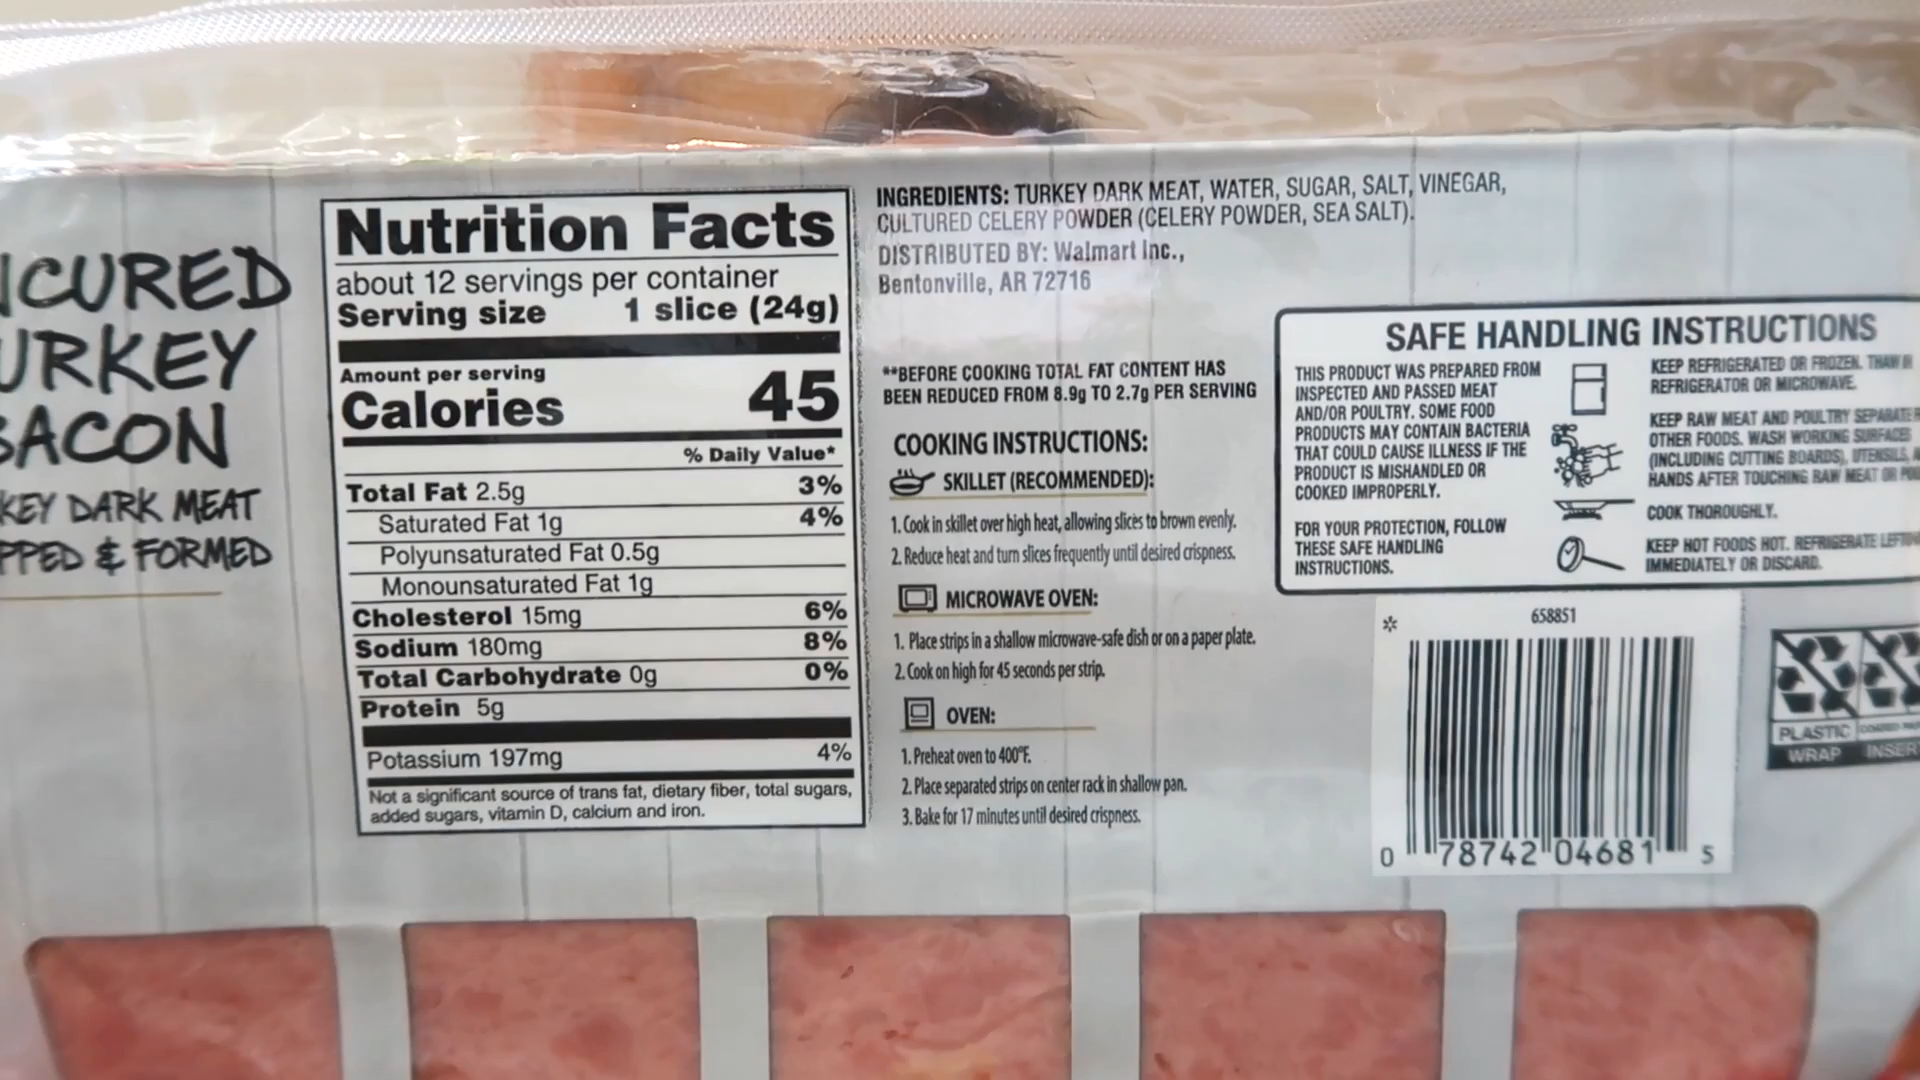 CURED
URKEY
BACON
KEY DARK MEAT
PPED & FORMED
Nutrition Facts
about 12 servings per container
Serving size 1 slice (24g)
Amount per serving
Calories 45
% Daily Value*
Total Fat 2.5g 3%
Saturated Fat 1g 4%
Polyunsaturated Fat 0.5g
Monounsaturated Fat 1g
Cholesterol 15mg 6%
Sodium 180mg 8%
Total Carbohydrate 0g 0%
Protein 5g
Potassium 197mg 4%
Not a significant source of trans fat, dietary fiber, total sugars,
added sugars, vitamin D, calcium and iron.
INGREDIENTS: TURKEY DARK MEAT, WATER, SUGAR, SALT, VINEGAR,
CULTURED CELERY POWDER (CELERY POWDER, SEA SALT).
DISTRIBUTED BY: Walmart Inc.,
Bentonville, AR 72716
**BEFORE COOKING TOTAL FAT CONTENT HAS
BEEN REDUCED FROM 8.9g TO 2.7g PER SERVING
COOKING INSTRUCTIONS:
SKILLET (RECOMMENDED):
1. Cook in skillet over high heat, allowing slices to brown evenly.
2. Reduce heat and turn slices frequently until desired crispness.
MICROWAVE OVEN:
1. Place strips in a shallow microwave-safe dish or on a paper plate.
2. Cook on high for 45 seconds per strip.
OVEN:
1. Preheat oven to 400°F.
2. Place separated strips on center rack in shallow pan.
3. Bake for 17 minutes until desired crispness.
SAFE HANDLING INSTRUCTIONS
THIS PRODUCT WAS PREPARED FROM
INSPECTED AND PASSED MEAT
AND/OR POULTRY. SOME FOOD
PRODUCTS MAY CONTAIN BACTERIA
THAT COULD CAUSE ILLNESS IF THE
PRODUCT IS MISHANDLED OR
COOKED IMPROPERLY.
FOR YOUR PROTECTION, FOLLOW
THESE SAFE HANDLING
INSTRUCTIONS.
KEEP REFRIGERATED OR FROZEN. THAW IN
REFRIGERATOR OR MICROWAVE.
KEEP RAW MEAT AND POULTRY SEPARATE
OTHER FOODS. WASH WORKING SURFACES
(INCLUDING CUTTING BOARDS), UTENSILS,
HANDS AFTER TOUCHING RAW MEAT OR
COOK THOROUGHLY.
KEEP HOT FOODS HOT. REFRIGERATE
IMMEDIATELY OR DISCARD.
* 658851
0 78742 04681 5
PLASTIC
WRAP INSER